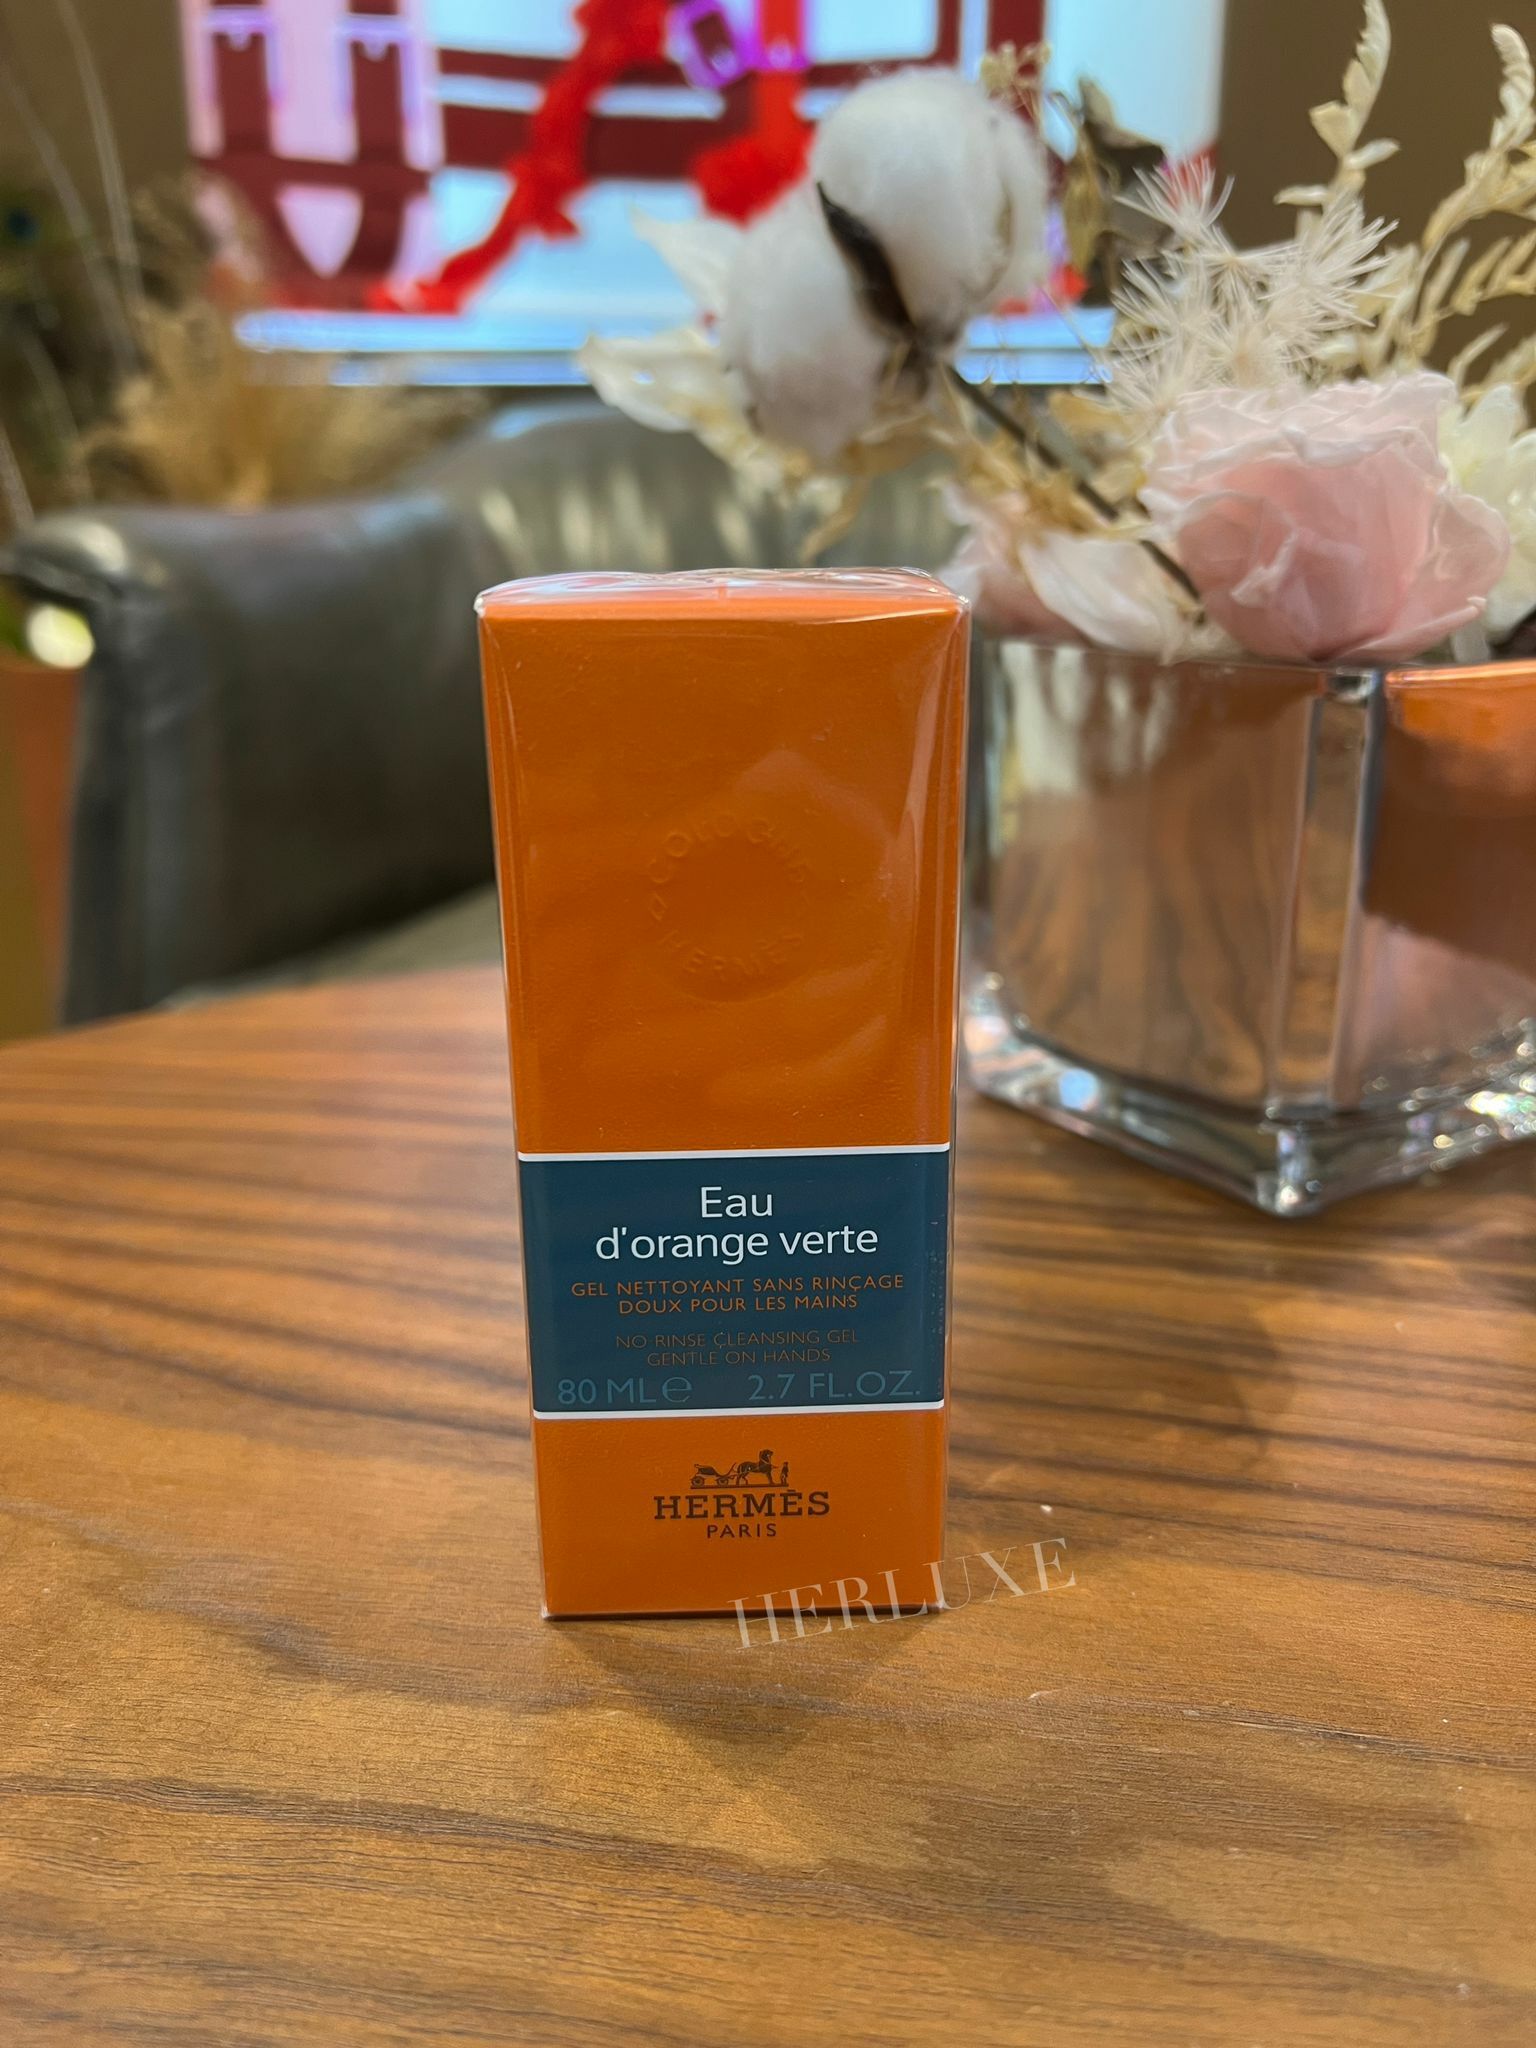 COLOGNE
HERMÈS
Eau
d'orange verte
GEL NETTOYANT SANS RINÇAGE
DOUX POUR LES MAINS
NO RINSE CLEANSING GEL
GENTLE ON HANDS
80 ML℮ 2.7 FL.OZ.
HERMÈS
PARIS
HERLUXE